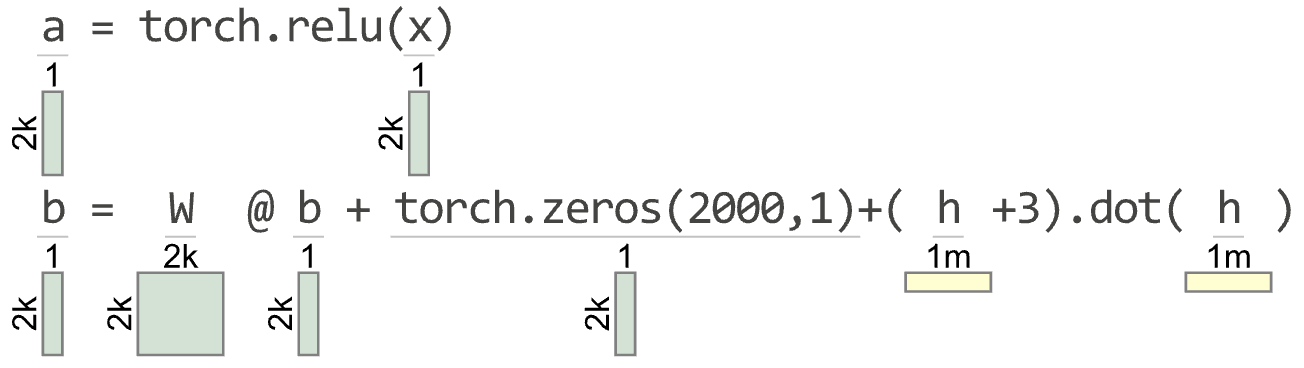 a = torch.relu(x)
1 1
2k 2k
b = W @ b + torch.zeros(2000,1)+( h +3).dot( h )
1 2k 1 1 1m 1m
2k 2k 2k 2k